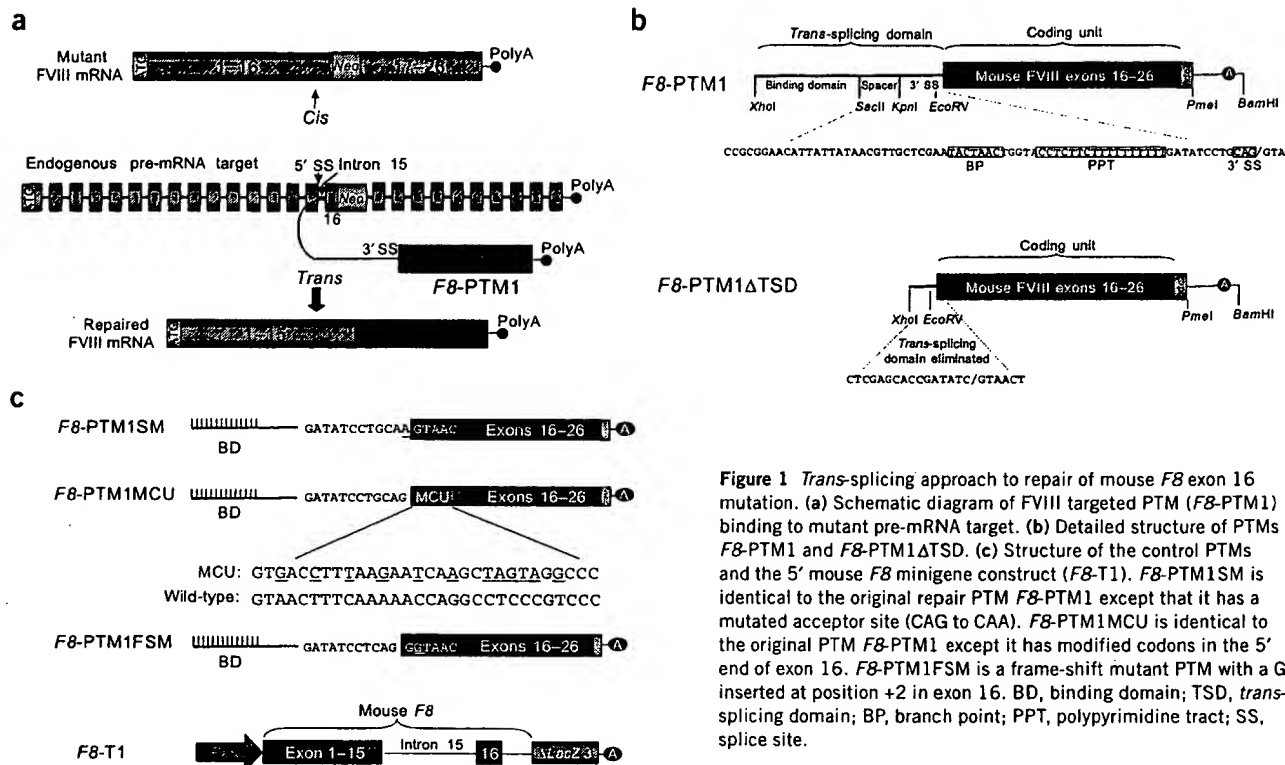 a
Mutant
FVIII mRNA
ATG
1–16
Neo
PolyA
Cis
Endogenous pre-mRNA target
5′ SS
Intron 15
ATG
Neo
PolyA
16
3′ SS
PolyA
F8-PTM1
Trans
Repaired
FVIII mRNA
ATG
PolyA
b
Trans-splicing domain
Coding unit
F8-PTM1
Binding domain
Spacer
3′ SS
Mouse FVIII exons 16–26
A
XhoI
SacII
KpnI
EcoRV
PmeI
BamHI
CCGCGGAACATTATTATAACGTTGCTCGAATACTAACTGGTACCTCTTCTTTTTTTTTTGATATCCTGCAG/GTA
BP
PPT
3′ SS
Coding unit
F8-PTM1ΔTSD
Mouse FVIII exons 16–26
A
XhoI
EcoRV
PmeI
BamHI
Trans-splicing
domain eliminated
CTCGAGCACCGATATC/GTAACT
c
F8-PTM1SM
BD
GATATCCTGCAAGTAAC
Exons 16–26
A
F8-PTM1MCU
BD
GATATCCTGCAG
MCU
Exons 16–26
A
MCU: GTGACCTTTAAGAATCAAGCTAGTAGGCCC
Wild-type: GTAACTTTCAAAAACCAGGCCTCCCGTCCC
F8-PTM1FSM
BD
GATATCCTCAG
GGTAAC
Exons 16–26
A
Mouse F8
F8-T1
Exon 1–15
Intron 15
16
ΔLacZ 3′
A
Figure 1 Trans-splicing approach to repair of mouse F8 exon 16
mutation. (a) Schematic diagram of FVIII targeted PTM (F8-PTM1)
binding to mutant pre-mRNA target. (b) Detailed structure of PTMs
F8-PTM1 and F8-PTM1ΔTSD. (c) Structure of the control PTMs
and the 5′ mouse F8 minigene construct (F8-T1). F8-PTM1SM is
identical to the original repair PTM F8-PTM1 except that it has a
mutated acceptor site (CAG to CAA). F8-PTM1MCU is identical to
the original PTM F8-PTM1 except it has modified codons in the 5′
end of exon 16. F8-PTM1FSM is a frame-shift mutant PTM with a G
inserted at position +2 in exon 16. BD, binding domain; TSD, trans-
splicing domain; BP, branch point; PPT, polypyrimidine tract; SS,
splice site.